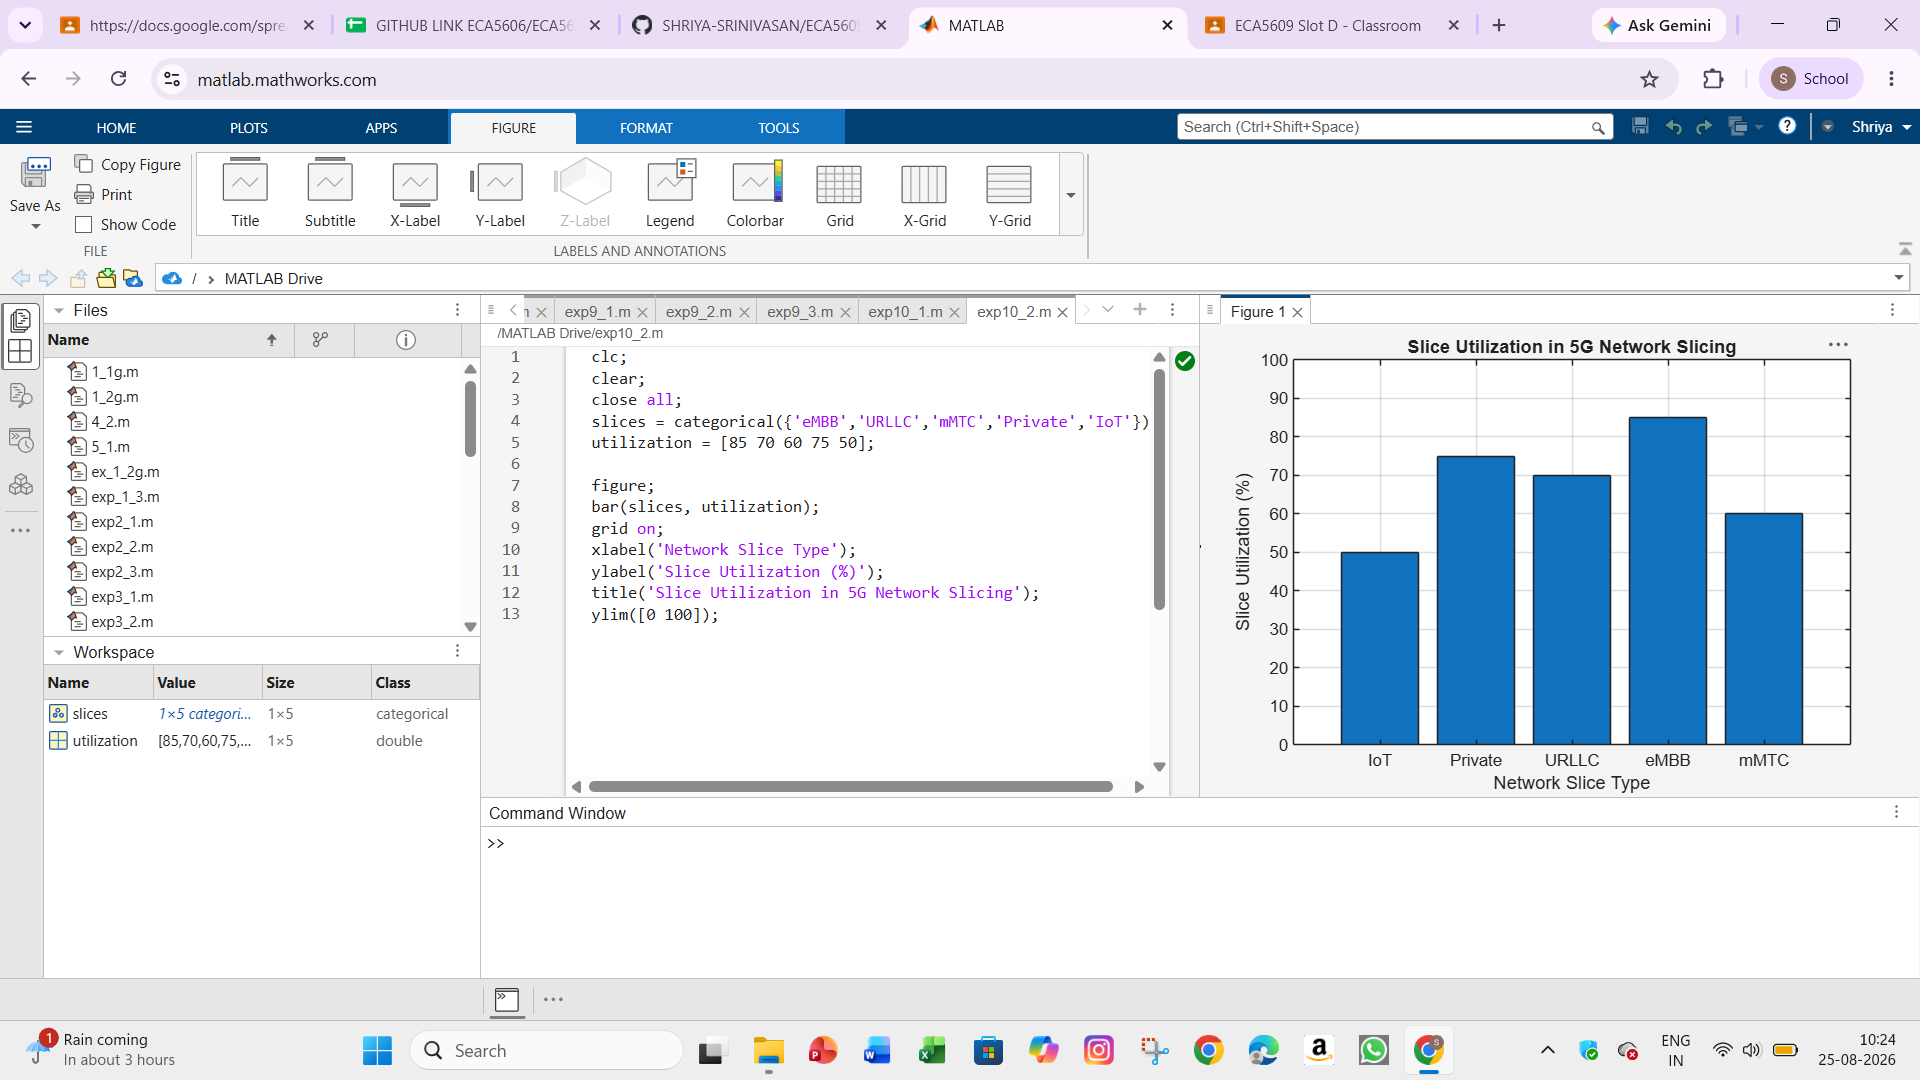 https://docs.google.com/spre
GITHUB LINK ECA5606/ECA56
SHRIYA-SRINIVASAN/ECA5609
MATLAB
ECA5609 Slot D - Classroom
Ask Gemini
matlab.mathworks.com
S
School
HOME
PLOTS
APPS
FIGURE
FORMAT
TOOLS
Search (Ctrl+Shift+Space)
Shriya
Save As
Copy Figure
Print
Show Code
FILE
Title
Subtitle
X-Label
Y-Label
Z-Label
Legend
Colorbar
Grid
X-Grid
Y-Grid
LABELS AND ANNOTATIONS
/ › MATLAB Drive
Files
Name
1_1g.m
1_2g.m
4_2.m
5_1.m
ex_1_2g.m
exp_1_3.m
exp2_1.m
exp2_2.m
exp2_3.m
exp3_1.m
exp3_2.m
Workspace
Name Value Size Class
slices 1×5 categori... 1×5 categorical
utilization [85,70,60,75,... 1×5 double
exp9_1.m exp9_2.m exp9_3.m exp10_1.m exp10_2.m
/MATLAB Drive/exp10_2.m
1 clc;
2 clear;
3 close all;
4 slices = categorical({'eMBB','URLLC','mMTC','Private','IoT'})
5 utilization = [85 70 60 75 50];
6
7 figure;
8 bar(slices, utilization);
9 grid on;
10 xlabel('Network Slice Type');
11 ylabel('Slice Utilization (%)');
12 title('Slice Utilization in 5G Network Slicing');
13 ylim([0 100]);
Figure 1
Slice Utilization in 5G Network Slicing
100
90
80
70
60
50
40
30
20
10
0
Slice Utilization (%)
IoT Private URLLC eMBB mMTC
Network Slice Type
Command Window
>>
1
Rain coming
In about 3 hours
Search
ENG
IN
10:24
25-08-2026